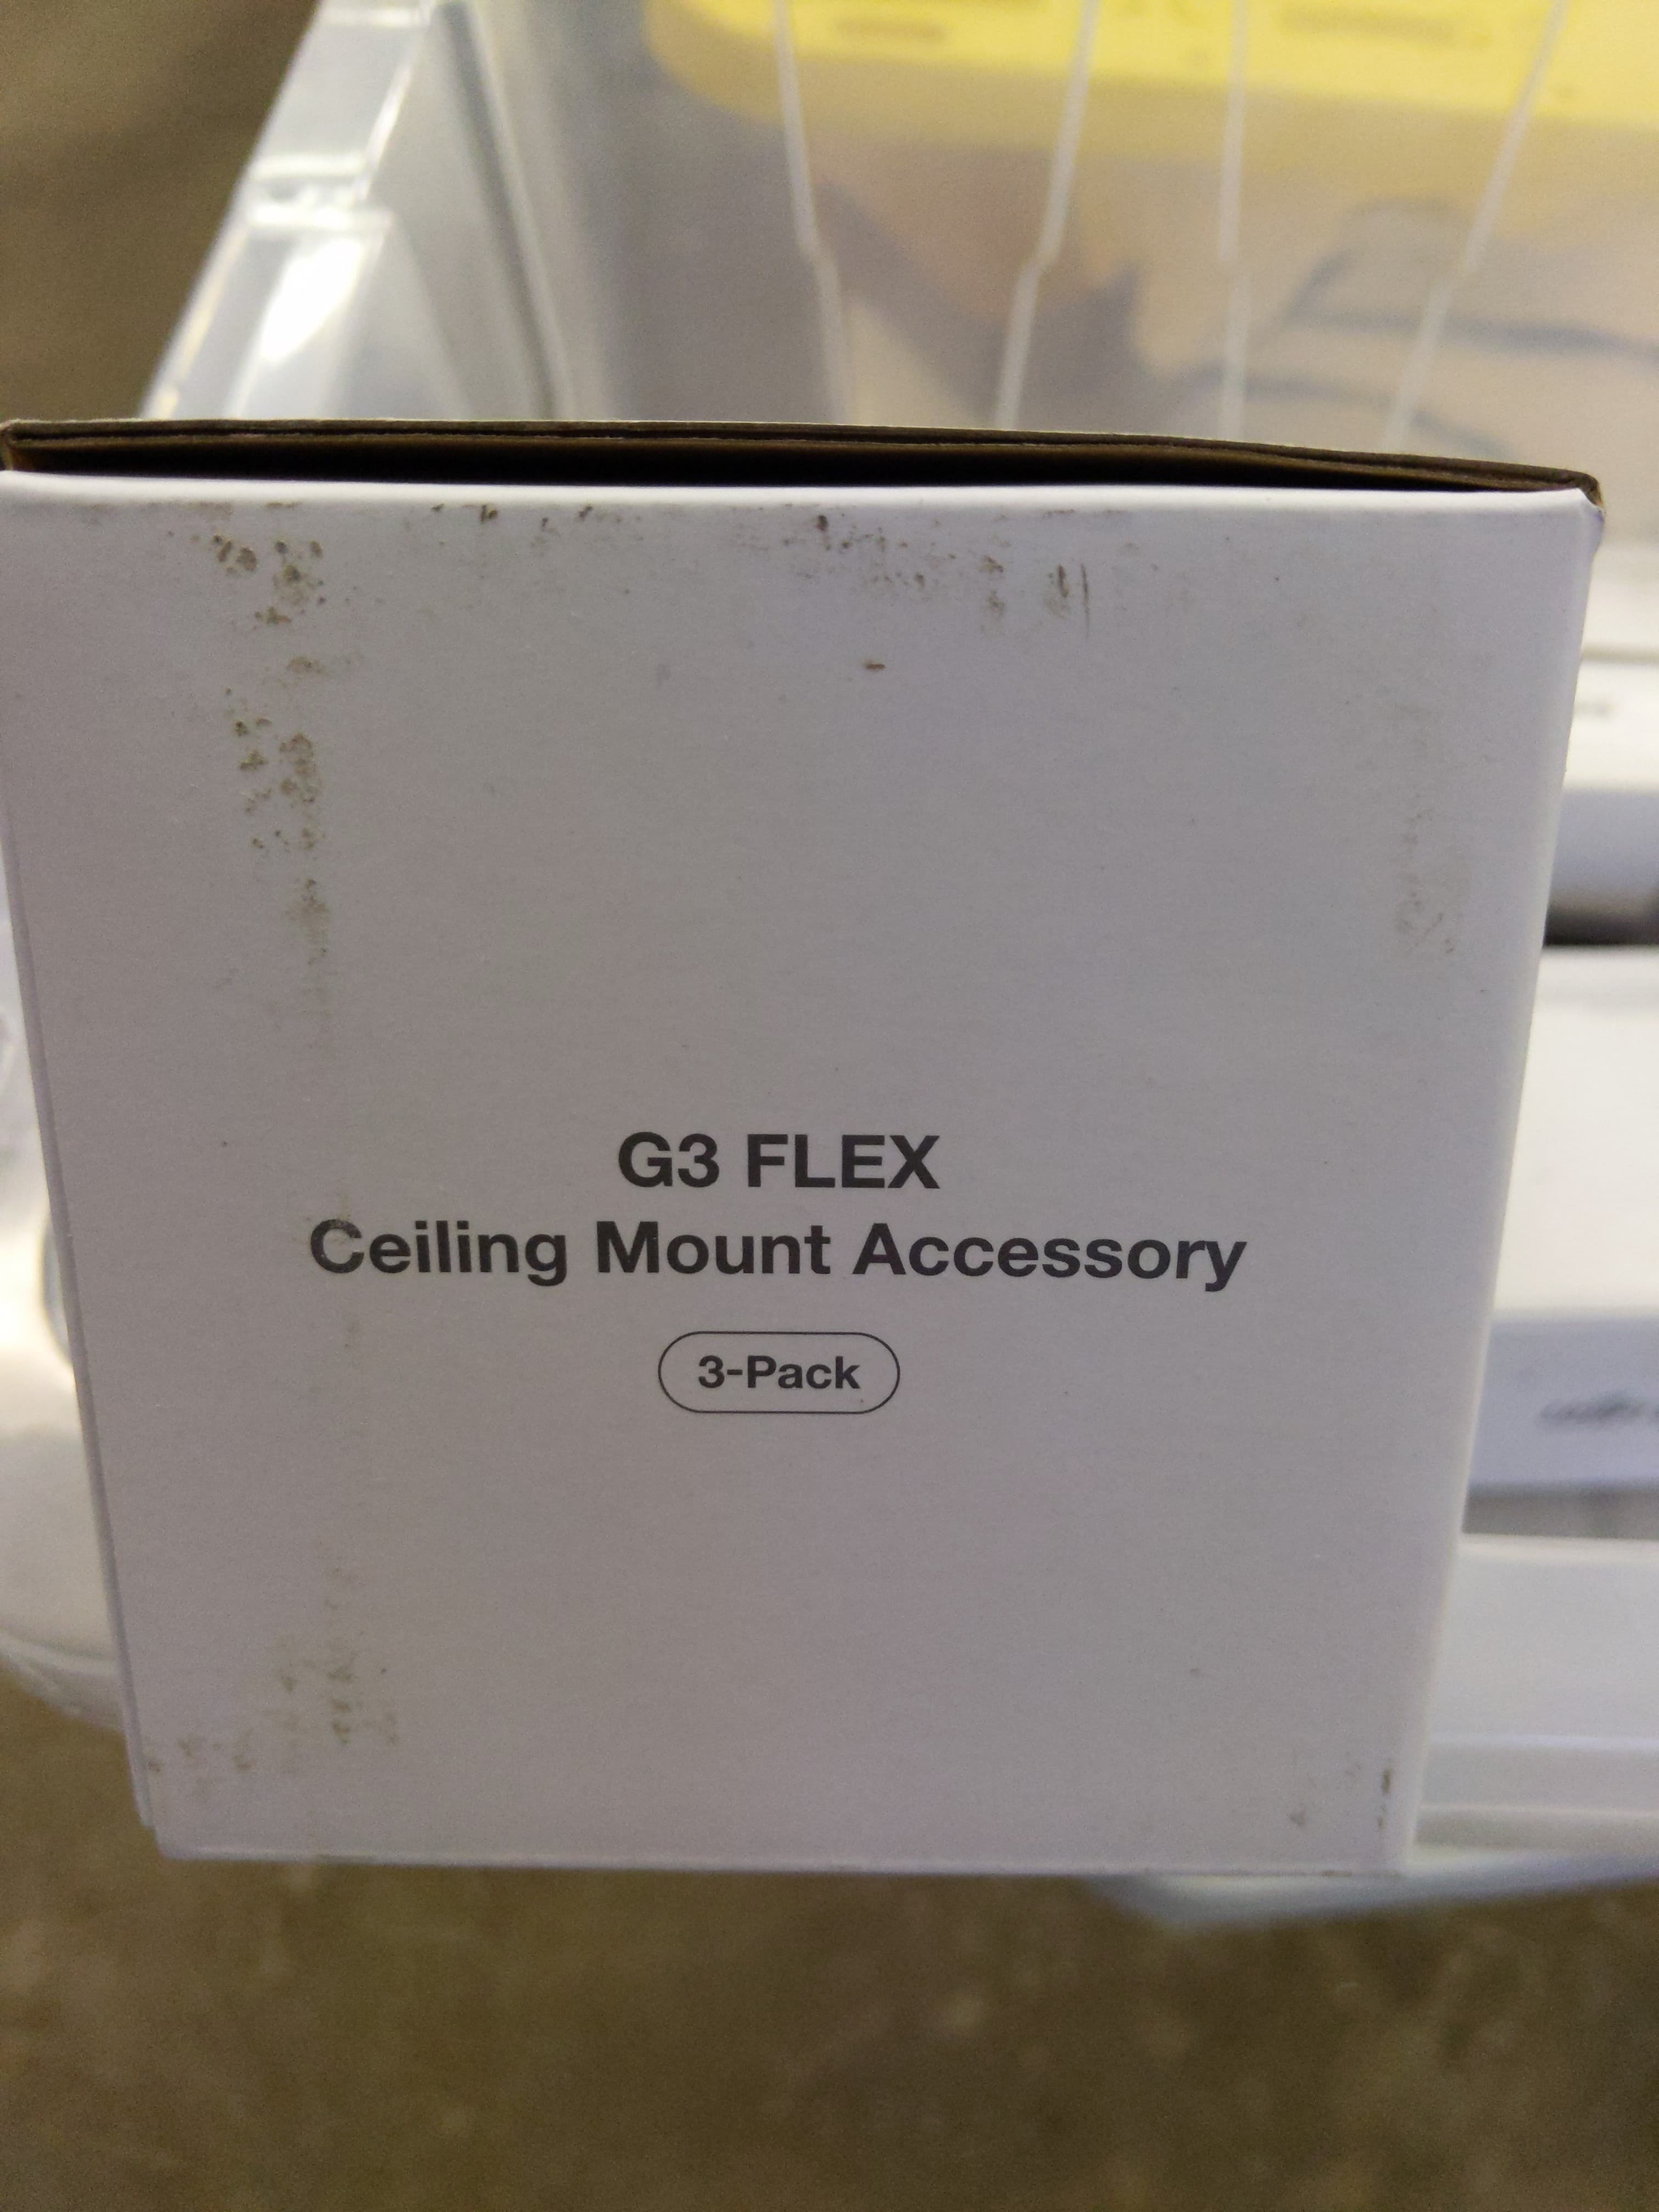 G3 FLEX
Ceiling Mount Accessory
3-Pack